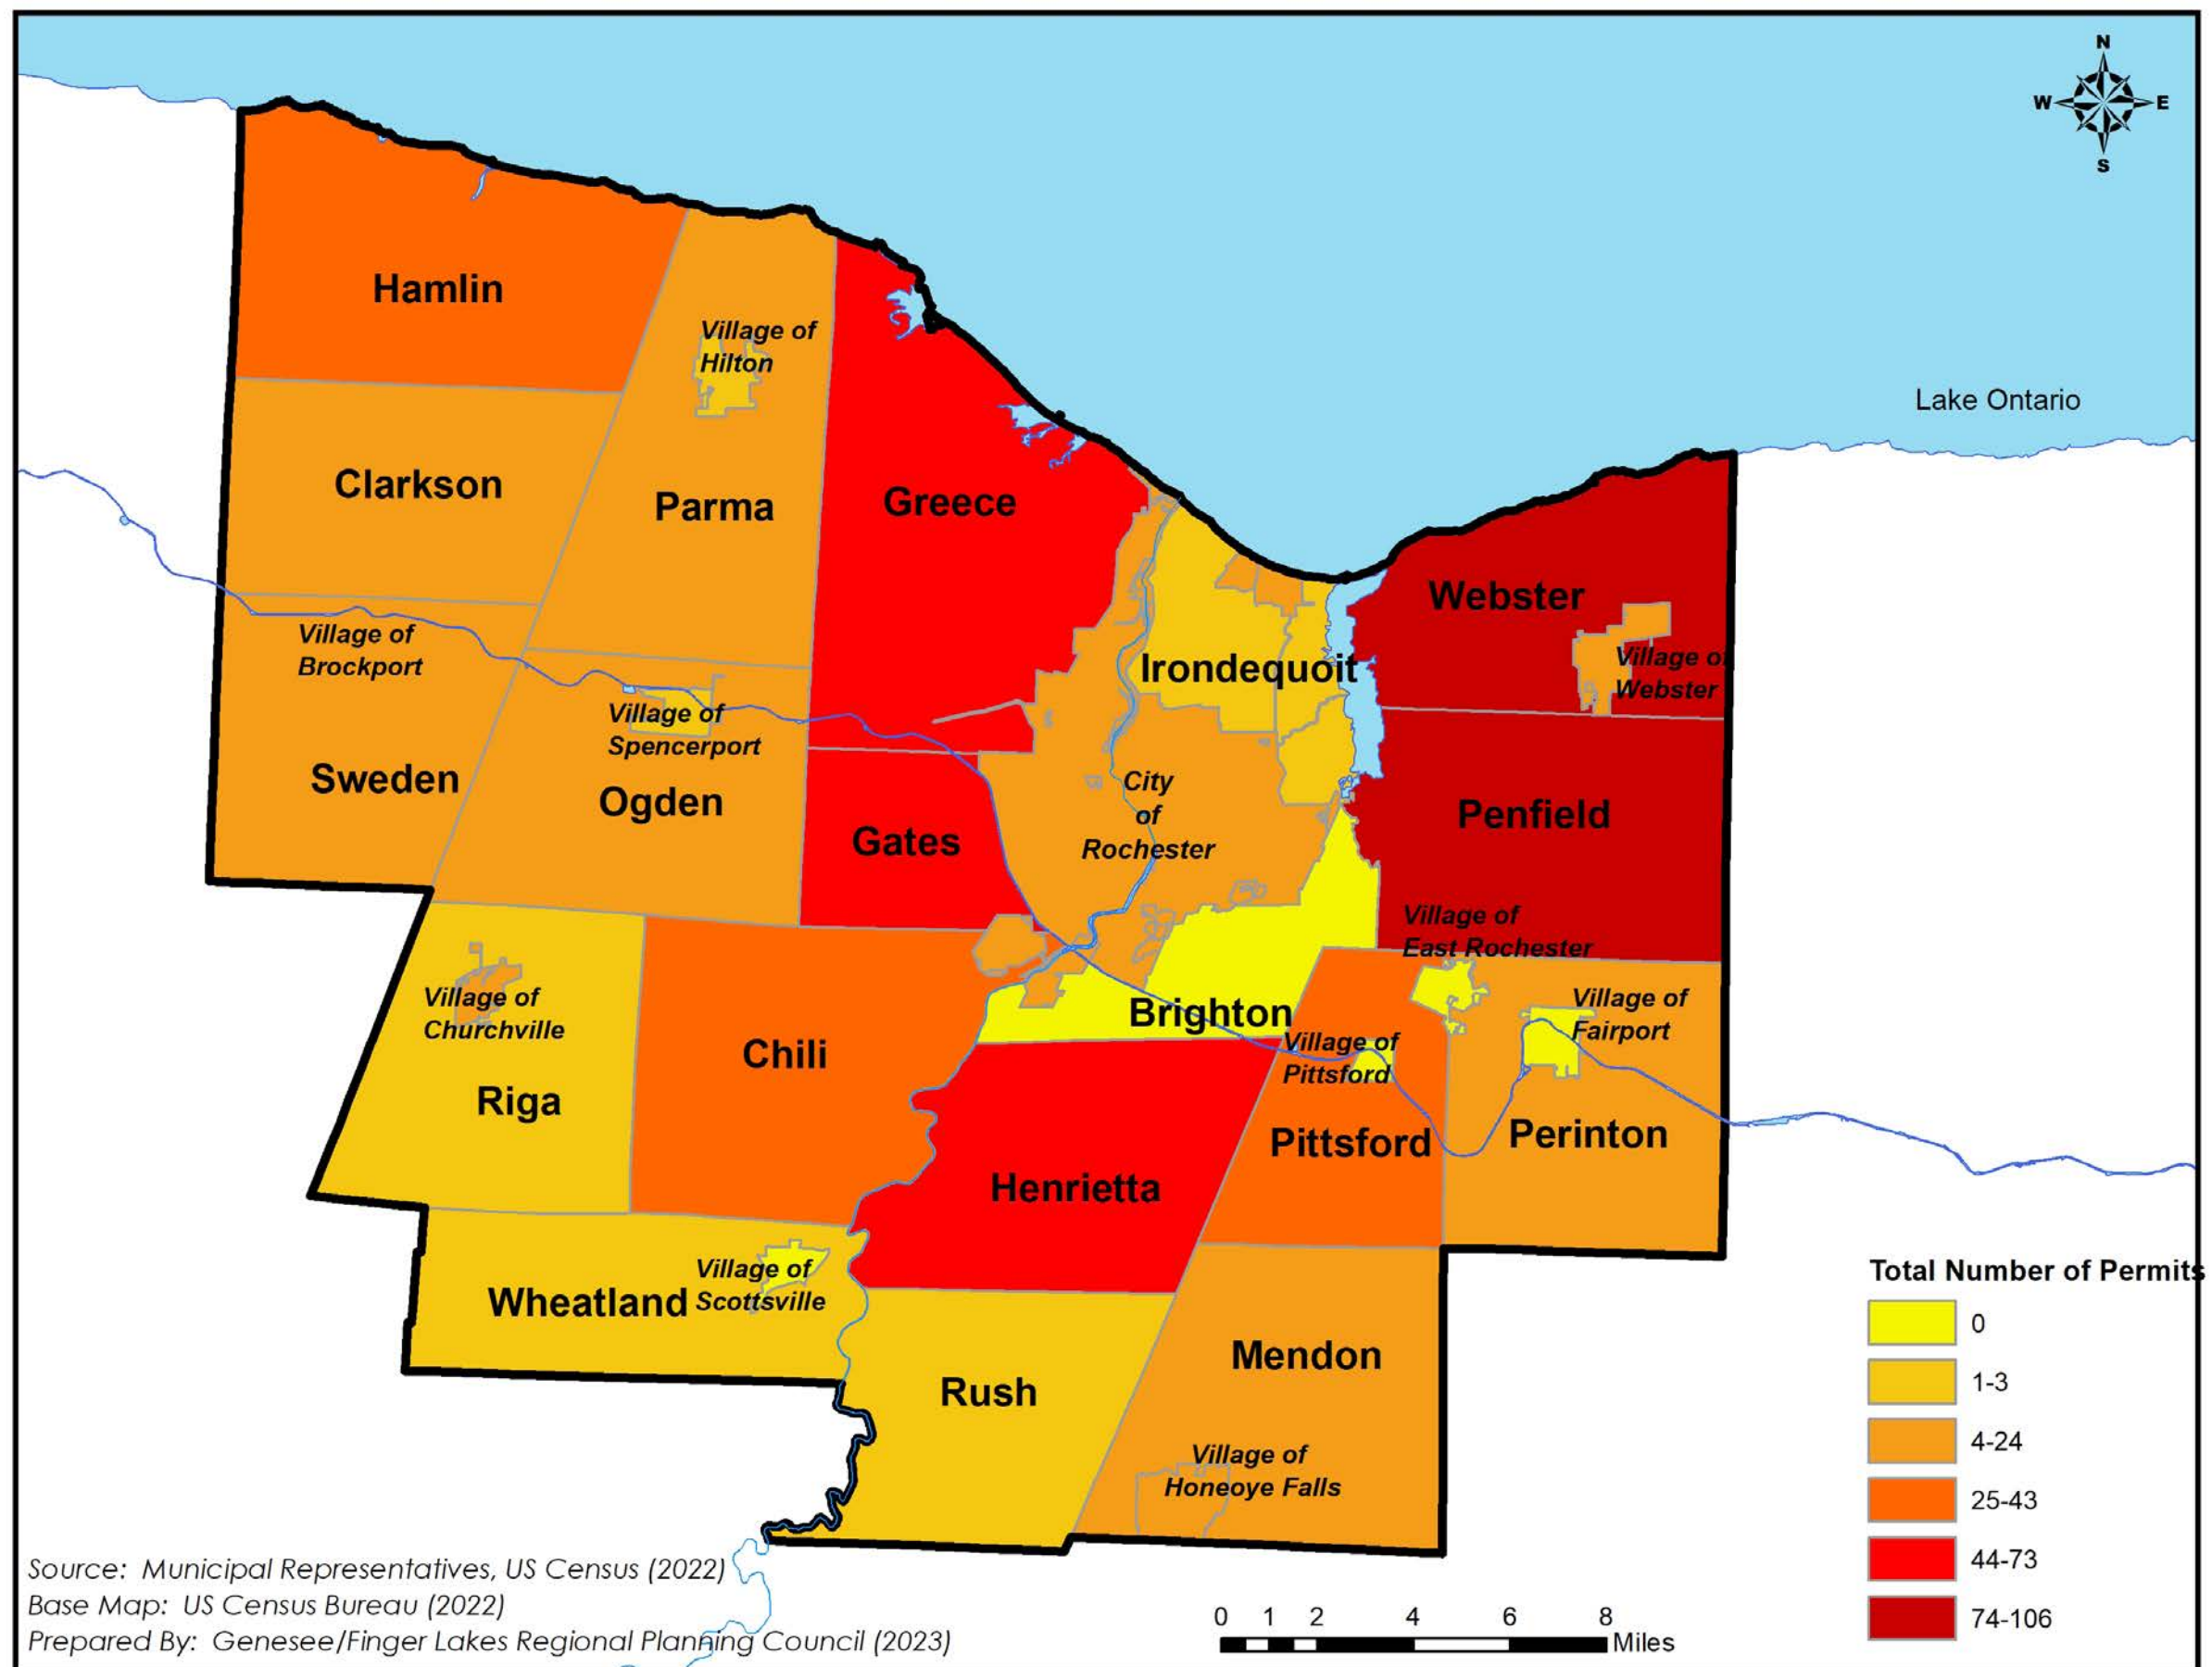 N
W E
S
Lake Ontario
Hamlin
Village of
Hilton
Clarkson
Parma
Greece
Webster
Village of
Brockport
Village of
Webster
Irondequoit
Village of
Spencerport
Sweden
Ogden
City
of
Rochester
Penfield
Gates
Village of
East Rochester
Village of
Churchville
Village of
Fairport
Brighton
Chili
Village of
Pittsford
Riga
Pittsford
Perinton
Henrietta
Village of
Scottsville
Wheatland
Mendon
Rush
Village of
Honeoye Falls
Total Number of Permits
0
1-3
4-24
25-43
44-73
74-106
Source: Municipal Representatives, US Census (2022)
Base Map: US Census Bureau (2022)
Prepared By: Genesee/Finger Lakes Regional Planning Council (2023)
0 1 2 4 6 8
Miles